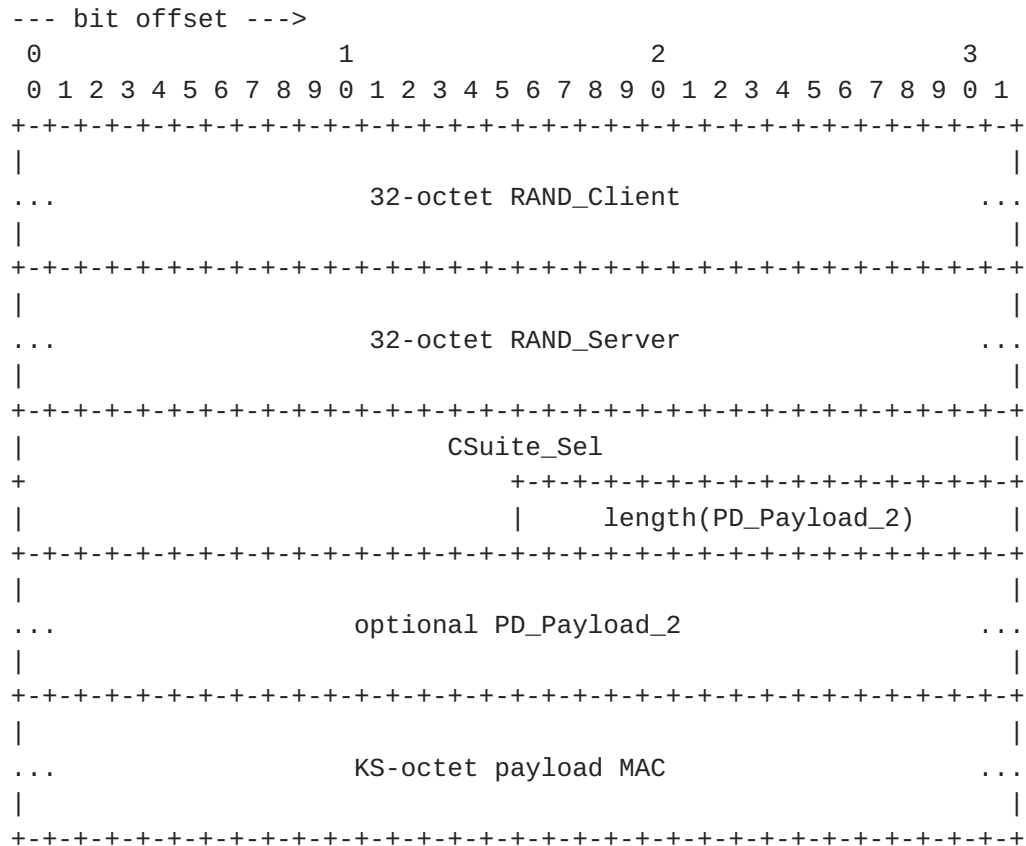 --- bit offset --->
 0                   1                   2                   3
 0 1 2 3 4 5 6 7 8 9 0 1 2 3 4 5 6 7 8 9 0 1 2 3 4 5 6 7 8 9 0 1
+-+-+-+-+-+-+-+-+-+-+-+-+-+-+-+-+-+-+-+-+-+-+-+-+-+-+-+-+-+-+-+-+
|                                                               |
...                    32-octet RAND_Client                   ...
|                                                               |
+-+-+-+-+-+-+-+-+-+-+-+-+-+-+-+-+-+-+-+-+-+-+-+-+-+-+-+-+-+-+-+-+
|                                                               |
...                    32-octet RAND_Server                   ...
|                                                               |
+-+-+-+-+-+-+-+-+-+-+-+-+-+-+-+-+-+-+-+-+-+-+-+-+-+-+-+-+-+-+-+-+
|                           CSuite_Sel                          |
+                               +-+-+-+-+-+-+-+-+-+-+-+-+-+-+-+-+
|                               |     length(PD_Payload_2)      |
+-+-+-+-+-+-+-+-+-+-+-+-+-+-+-+-+-+-+-+-+-+-+-+-+-+-+-+-+-+-+-+-+
|                                                               |
...                   optional PD_Payload_2                   ...
|                                                               |
+-+-+-+-+-+-+-+-+-+-+-+-+-+-+-+-+-+-+-+-+-+-+-+-+-+-+-+-+-+-+-+-+
|                                                               |
...                   KS-octet payload MAC                    ...
|                                                               |
+-+-+-+-+-+-+-+-+-+-+-+-+-+-+-+-+-+-+-+-+-+-+-+-+-+-+-+-+-+-+-+-+